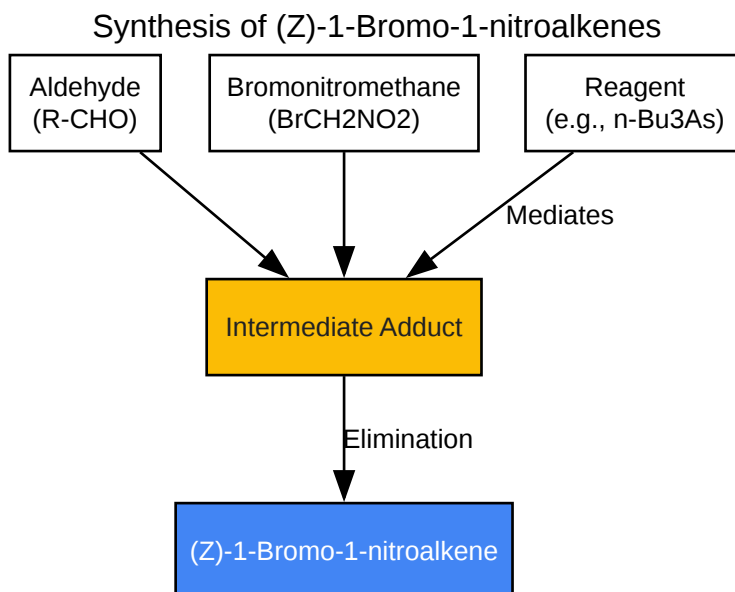 Synthesis of (Z)-1-Bromo-1-nitroalkenes
Aldehyde
(R-CHO)
Bromonitromethane
(BrCH2NO2)
Reagent
(e.g., n-Bu3As)
Mediates
Intermediate Adduct
Elimination
(Z)-1-Bromo-1-nitroalkene